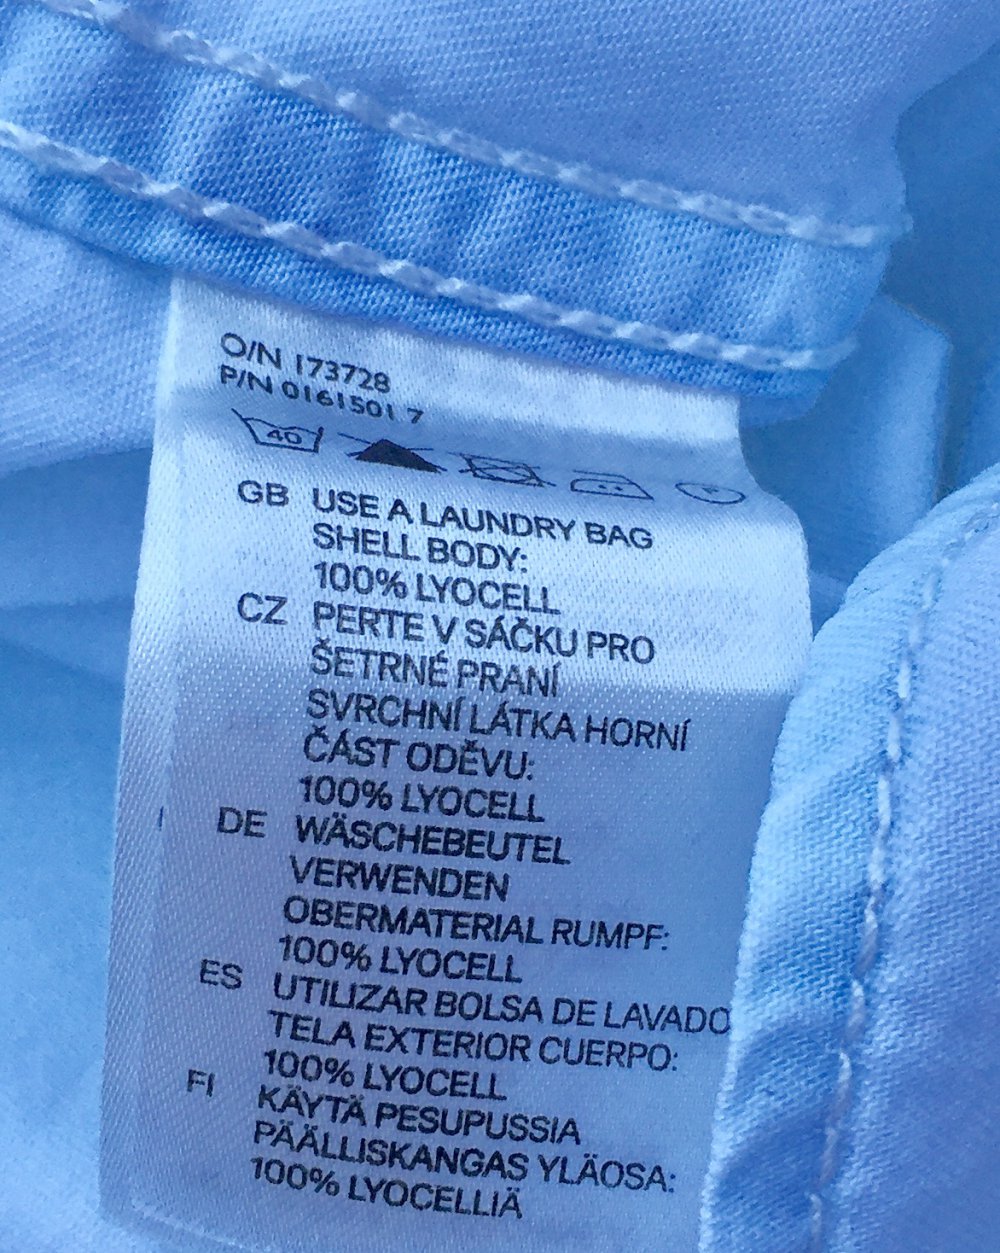 O/N 173728
P/N 0161501 7
40
GB USE A LAUNDRY BAG
SHELL BODY:
100% LYOCELL
CZ PERTE V SÁČKU PRO
ŠETRNÉ PRANÍ
SVRCHNÍ LÁTKA HORNÍ
ČÁST ODĚVU:
100% LYOCELL
DE WÄSCHEBEUTEL
VERWENDEN
OBERMATERIAL RUMPF:
100% LYOCELL
ES UTILIZAR BOLSA DE LAVADO
TELA EXTERIOR CUERPO:
100% LYOCELL
FI KÄYTÄ PESUPUSSIA
PÄÄLLISKANGAS YLÄOSA:
100% LYOCELLIÄ